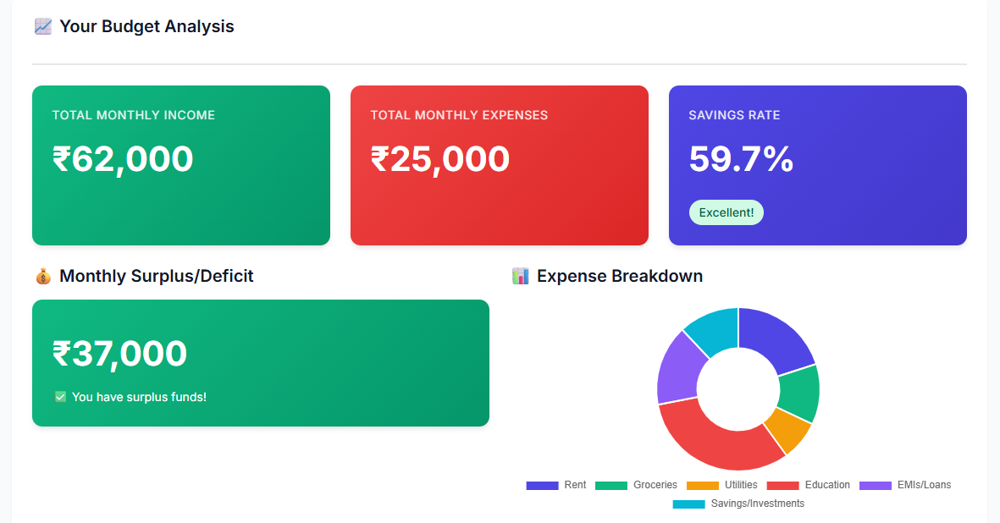 📈 Your Budget Analysis
TOTAL MONTHLY INCOME
₹62,000
TOTAL MONTHLY EXPENSES
₹25,000
SAVINGS RATE
59.7%
Excellent!
💰 Monthly Surplus/Deficit
₹37,000
✅ You have surplus funds!
📊 Expense Breakdown
Rent Groceries Utilities Education EMIs/Loans
Savings/Investments